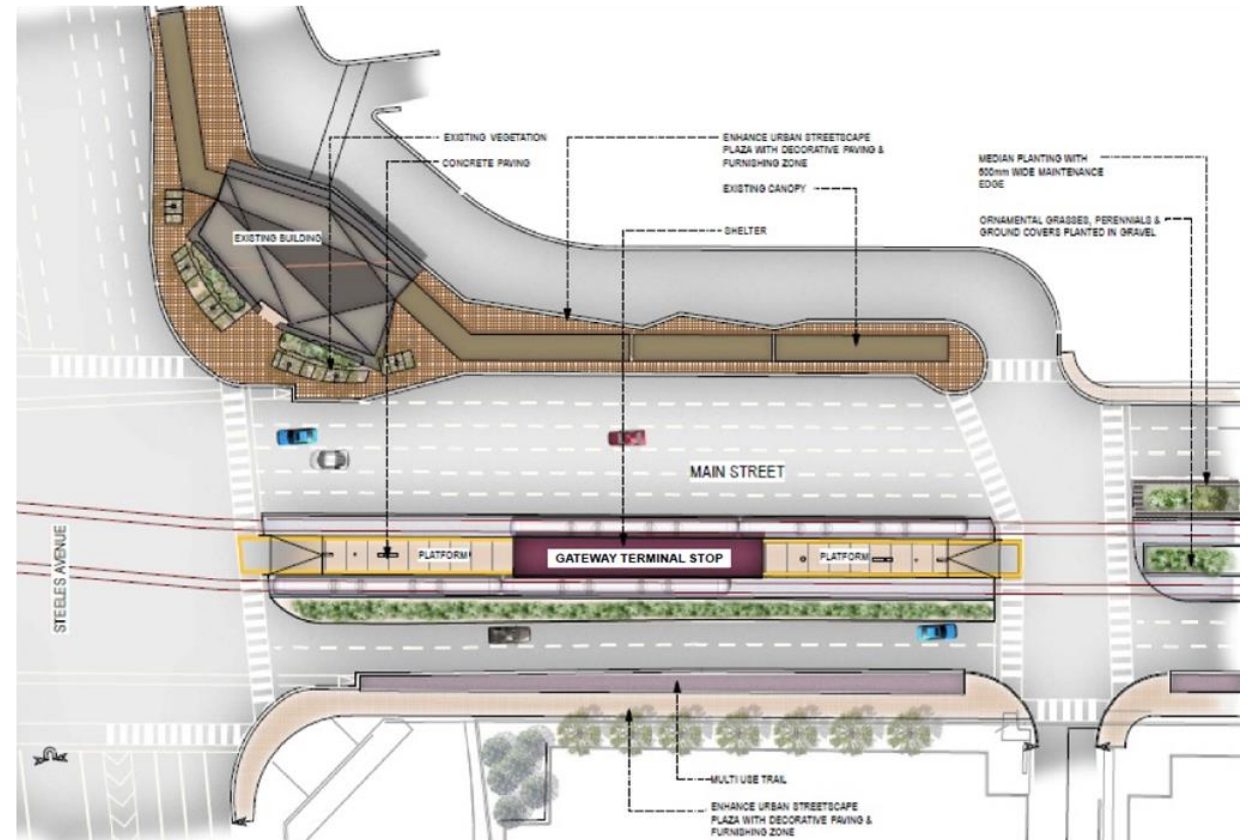 EXISTING VEGETATION
CONCRETE PAVING
ENHANCE URBAN STREETSCAPE
PLAZA WITH DECORATIVE PAVING &
FURNISHING ZONE
EXISTING CANOPY
SHELTER
MEDIAN PLANTING WITH
600mm WIDE MAINTENANCE
EDGE
ORNAMENTAL GRASSES, PERENNIALS &
GROUND COVERS PLANTED IN GRAVEL
EXISTING BUILDING
MAIN STREET
STEELES AVENUE
PLATFORM
GATEWAY TERMINAL STOP
PLATFORM
MULTI USE TRAIL
ENHANCE URBAN STREETSCAPE
PLAZA WITH DECORATIVE PAVING &
FURNISHING ZONE